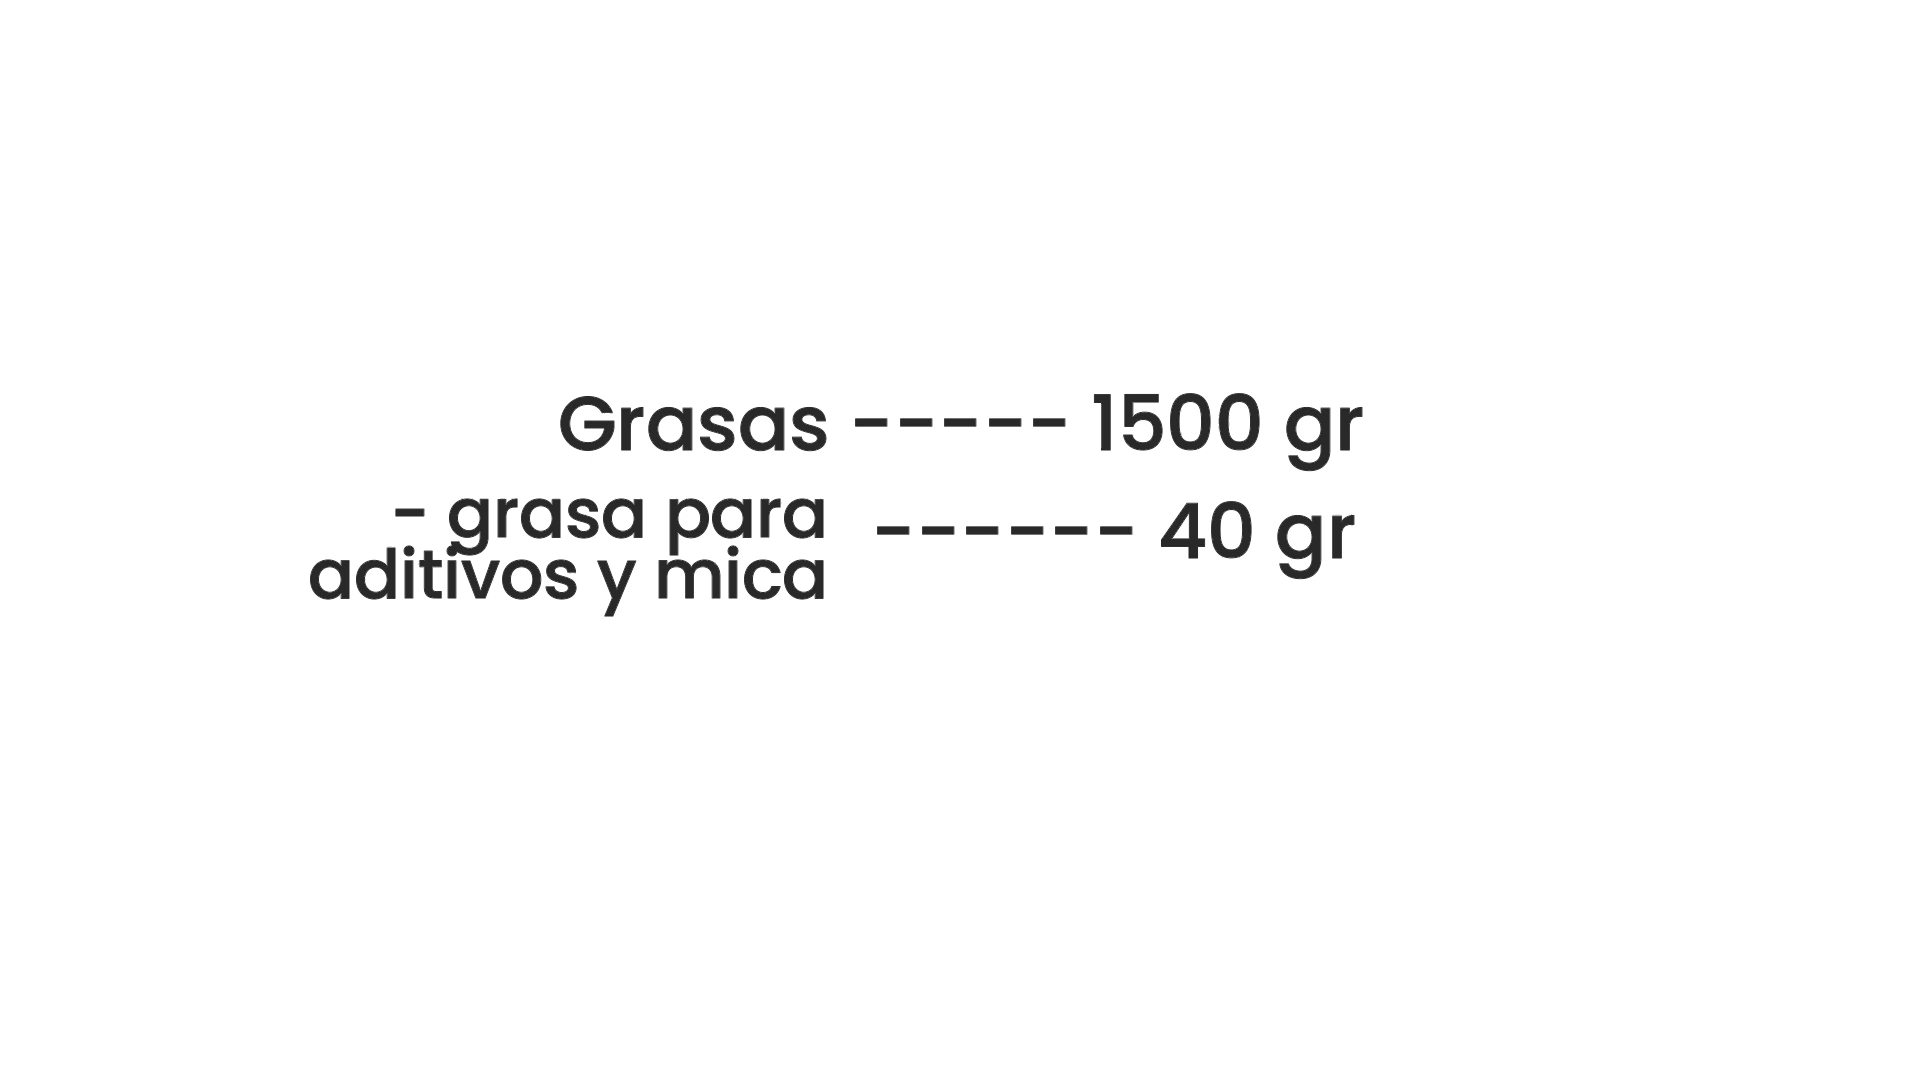 Grasas ----- 1500 gr
- grasa para
aditivos y mica ------ 40 gr